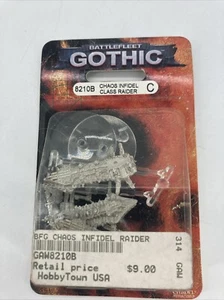 BATTLEFLEET
GOTHIC
8210B
CHAOS INFIDEL
CLASS RAIDER
C
BFG CHAOS INFIDEL RAIDER
GAW8210B
Retail price $9.00
HobbyTown USA
314 GAW